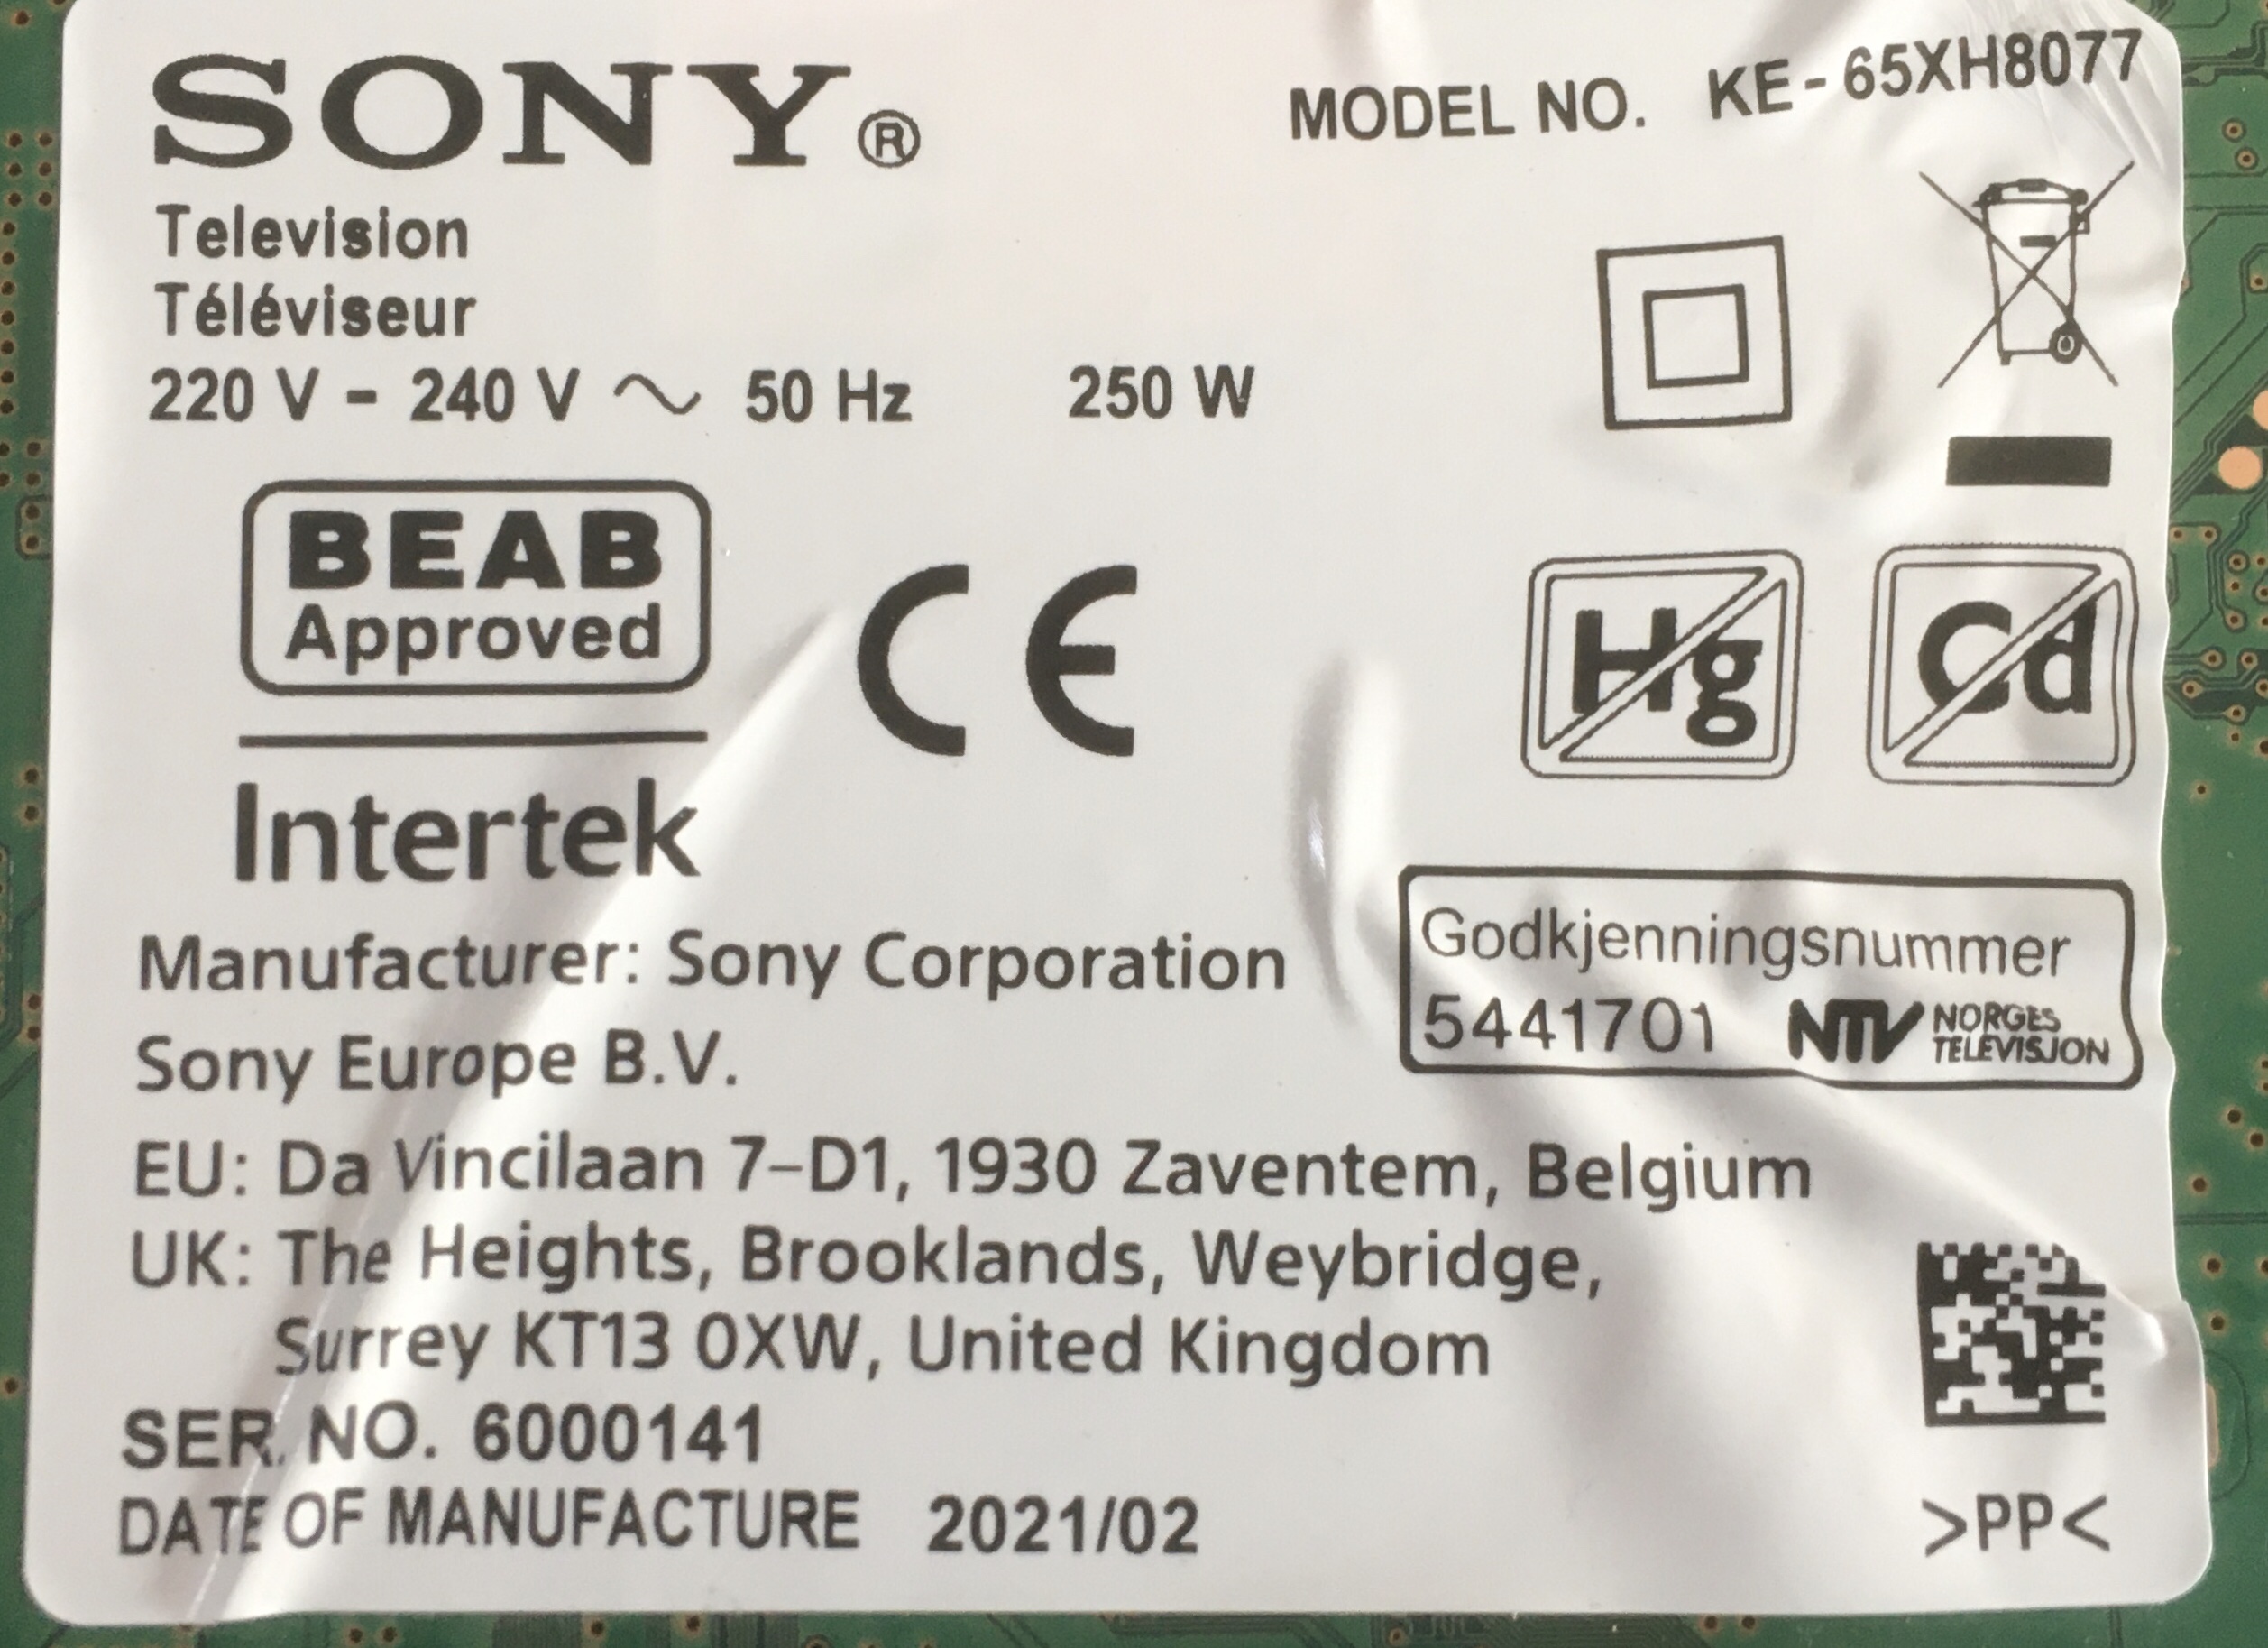 SONY®
MODEL NO. KE-65XH8077
Television
Téléviseur
220 V - 240 V ~ 50 Hz 250 W
BEAB
Approved
CE
Hg
Cd
Intertek
Godkjenningsnummer
5441701 NTV NORGES
TELEVISJON
Manufacturer: Sony Corporation
Sony Europe B.V.
EU: Da Vincilaan 7–D1, 1930 Zaventem, Belgium
UK: The Heights, Brooklands, Weybridge,
Surrey KT13 0XW, United Kingdom
SER. NO. 6000141
DATE OF MANUFACTURE 2021/02
>PP<